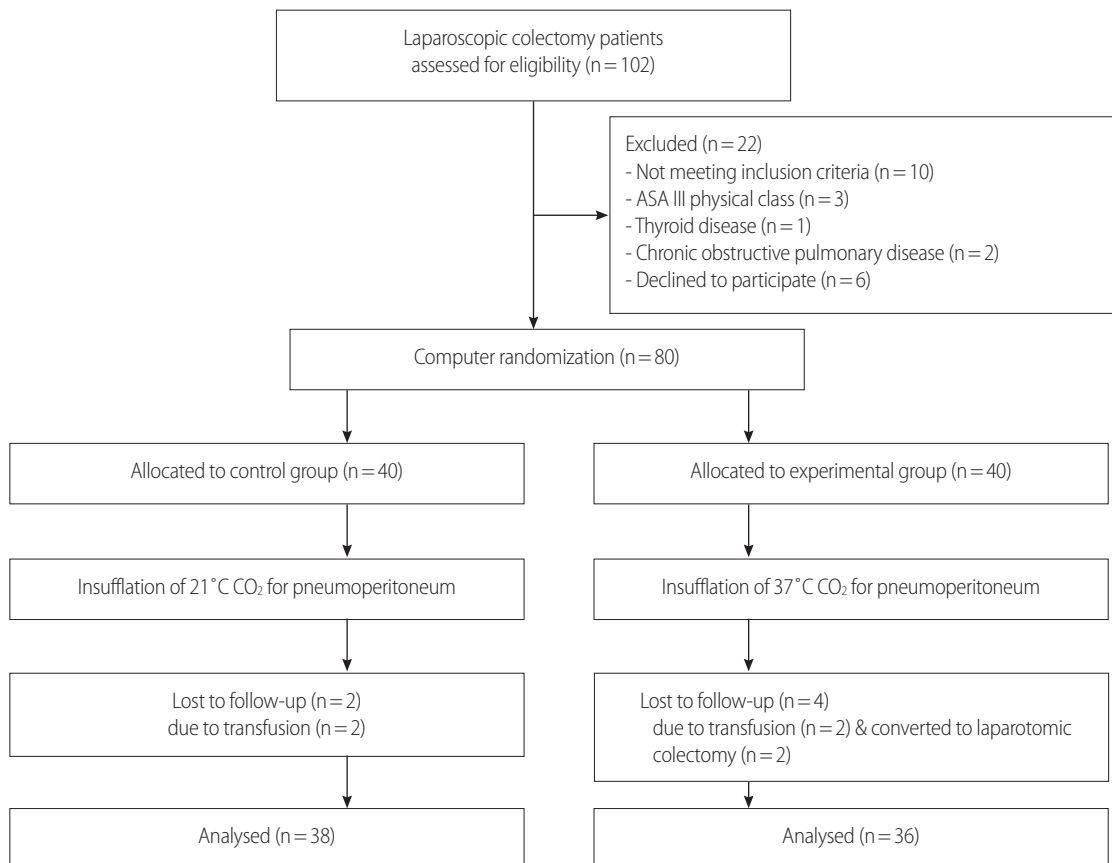 Laparoscopic colectomy patients
assessed for eligibility (n = 102)
Excluded (n = 22)
- Not meeting inclusion criteria (n = 10)
- ASA III physical class (n = 3)
- Thyroid disease (n = 1)
- Chronic obstructive pulmonary disease (n = 2)
- Declined to participate (n = 6)
Computer randomization (n = 80)
Allocated to control group (n = 40)
Allocated to experimental group (n = 40)
Insufflation of 21˚C CO₂ for pneumoperitoneum
Insufflation of 37˚C CO₂ for pneumoperitoneum
Lost to follow-up (n = 2)
due to transfusion (n = 2)
Lost to follow-up (n = 4)
due to transfusion (n = 2) & converted to laparotomic
colectomy (n = 2)
Analysed (n = 38)
Analysed (n = 36)